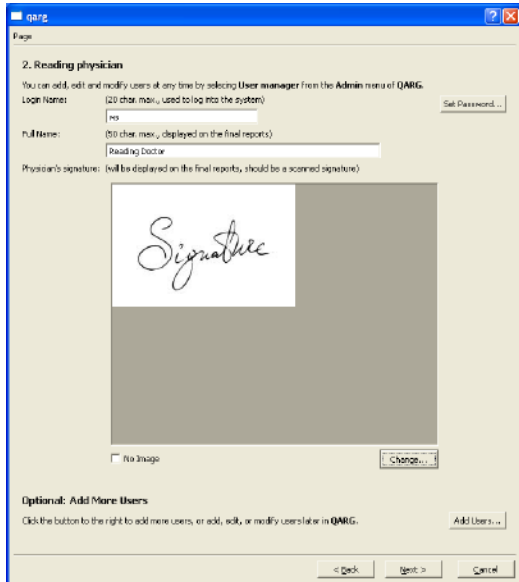 qarg
Page
2. Reading physician
You can add, edit and modify users at any time by selecting User manager from the Admin menu of QARG.
Login Name: (20 char. max., used to log into the system)
Set Password...
Full Name: (50 char. max., displayed on the final reports)
Reading Doctor
Physician's signature: (will be displayed on the final reports, should be a scanned signature)
Signature
No Image
Change...
Optional: Add More Users
Click the button to the right to add more users, or add, edit, or modify users later in QARG.
Add Users...
< Back
Next >
Cancel